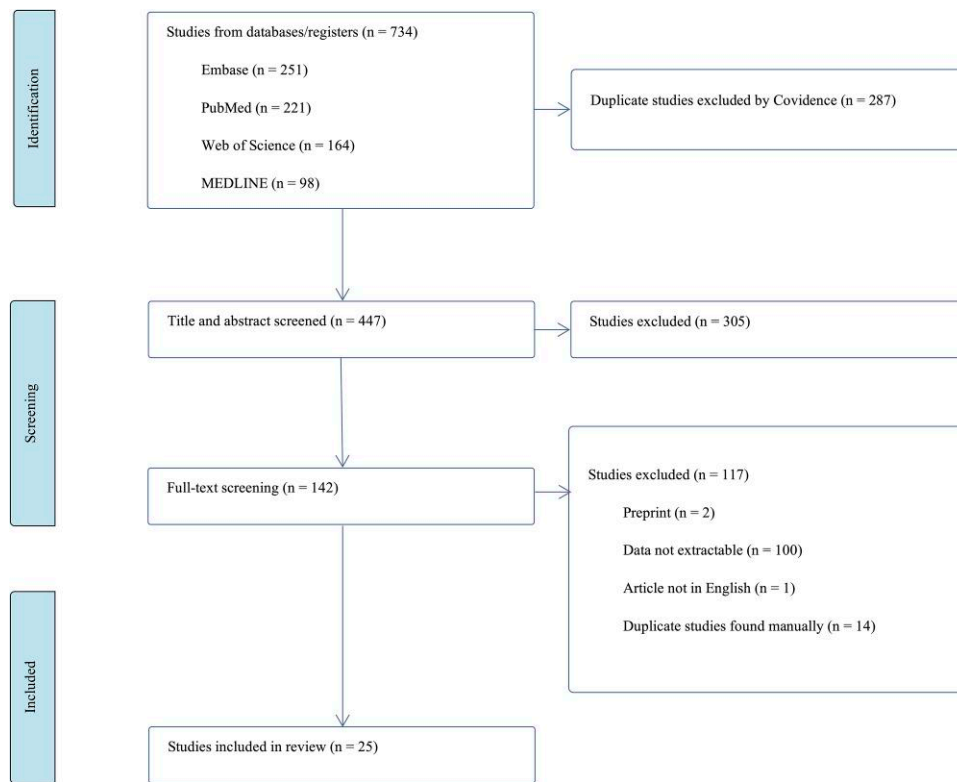 Identification
Studies from databases/registers (n = 734)
Embase (n = 251)
PubMed (n = 221)
Web of Science (n = 164)
MEDLINE (n = 98)
Duplicate studies excluded by Covidence (n = 287)
Screening
Title and abstract screened (n = 447)
Studies excluded (n = 305)
Full-text screening (n = 142)
Studies excluded (n = 117)
Preprint (n = 2)
Data not extractable (n = 100)
Article not in English (n = 1)
Duplicate studies found manually (n = 14)
Included
Studies included in review (n = 25)